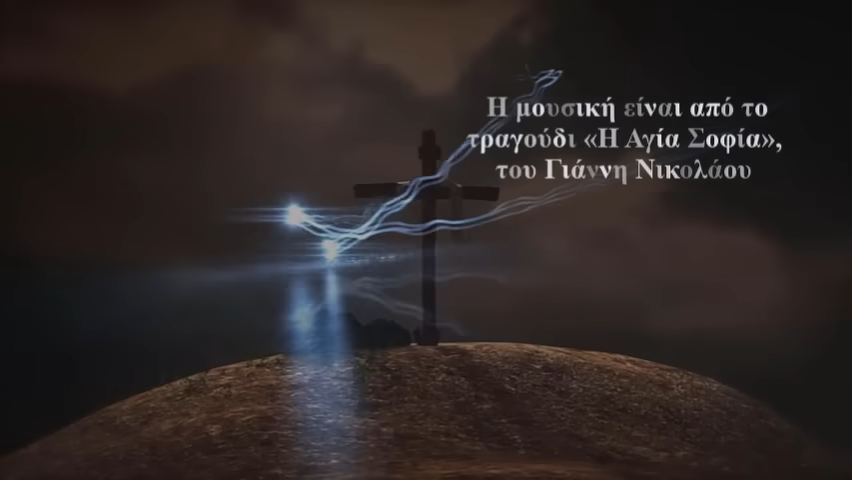 Η μουσική είναι από το
τραγούδι «Η Αγία Σοφία»,
του Γιάννη Νικολάου